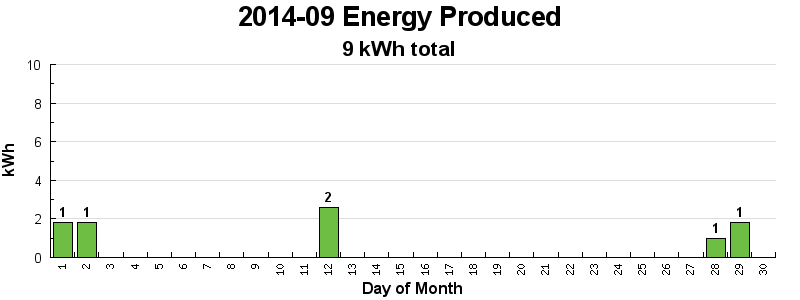 2014-09 Energy Produced
9 kWh total
kWh
10
8
6
4
2
0
1 1 2 1 1
1 2 3 4 5 6 7 8 9 10 11 12 13 14 15 16 17 18 19 20 21 22 23 24 25 26 27 28 29 30
Day of Month